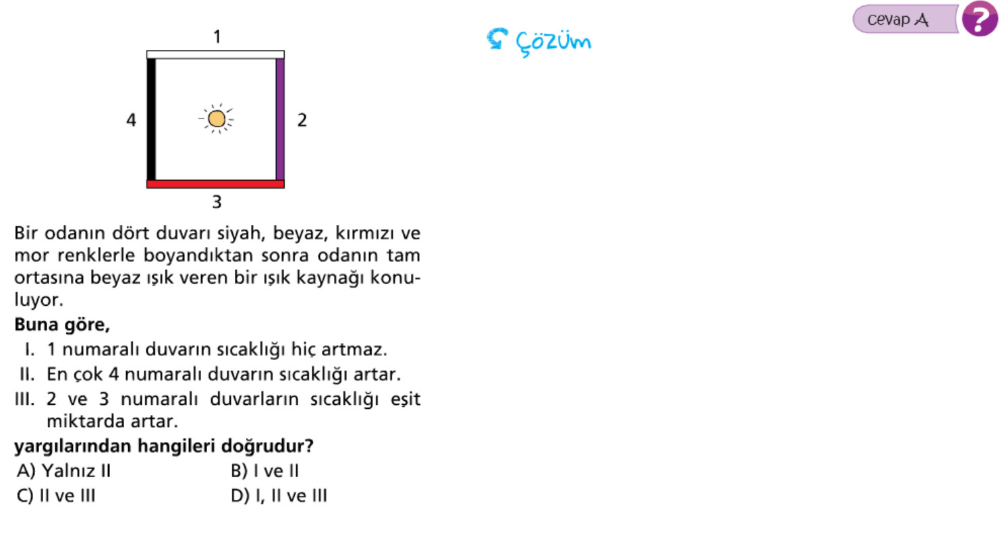 1
4
2
3
Bir odanın dört duvarı siyah, beyaz, kırmızı ve
mor renklerle boyandıktan sonra odanın tam
ortasına beyaz ışık veren bir ışık kaynağı konu-
luyor.
Buna göre,
I. 1 numaralı duvarın sıcaklığı hiç artmaz.
II. En çok 4 numaralı duvarın sıcaklığı artar.
III. 2 ve 3 numaralı duvarların sıcaklığı eşit
miktarda artar.
yargılarından hangileri doğrudur?
A) Yalnız II B) I ve II
C) II ve III D) I, II ve III
Çözüm
Cevap A ?